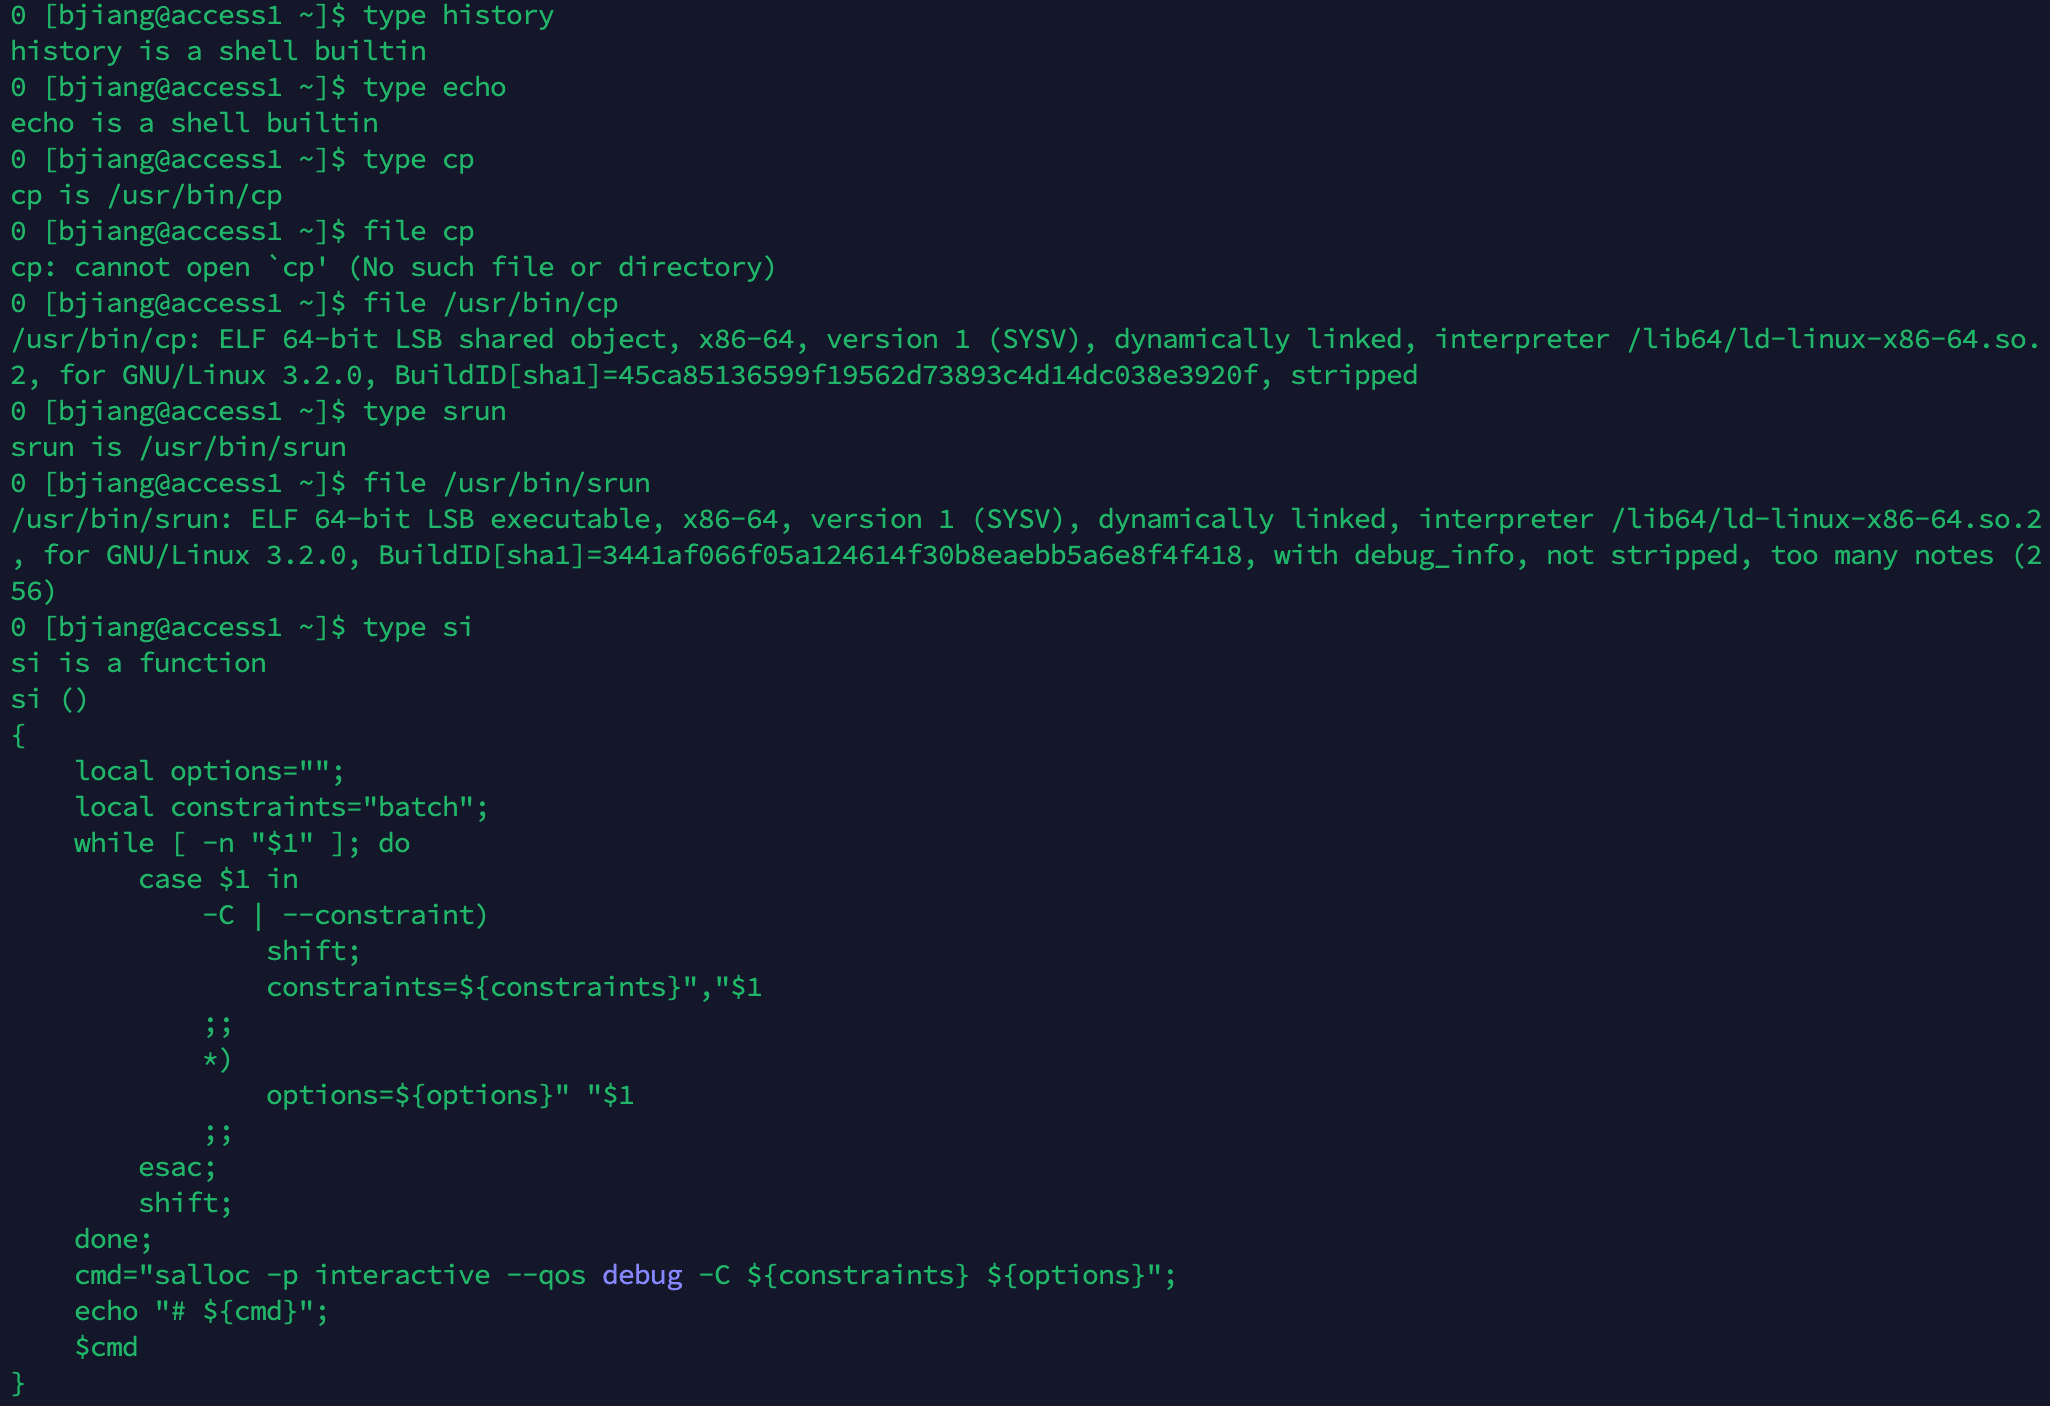 0 [bjiang@access1 ~]$ type history
history is a shell builtin
0 [bjiang@access1 ~]$ type echo
echo is a shell builtin
0 [bjiang@access1 ~]$ type cp
cp is /usr/bin/cp
0 [bjiang@access1 ~]$ file cp
cp: cannot open `cp' (No such file or directory)
0 [bjiang@access1 ~]$ file /usr/bin/cp
/usr/bin/cp: ELF 64-bit LSB shared object, x86-64, version 1 (SYSV), dynamically linked, interpreter /lib64/ld-linux-x86-64.so.
2, for GNU/Linux 3.2.0, BuildID[sha1]=45ca85136599f19562d73893c4d14dc038e3920f, stripped
0 [bjiang@access1 ~]$ type srun
srun is /usr/bin/srun
0 [bjiang@access1 ~]$ file /usr/bin/srun
/usr/bin/srun: ELF 64-bit LSB executable, x86-64, version 1 (SYSV), dynamically linked, interpreter /lib64/ld-linux-x86-64.so.2
, for GNU/Linux 3.2.0, BuildID[sha1]=3441af066f05a124614f30b8eaebb5a6e8f4f418, with debug_info, not stripped, too many notes (2
56)
0 [bjiang@access1 ~]$ type si
si is a function
si ()
{
    local options="";
    local constraints="batch";
    while [ -n "$1" ]; do
        case $1 in
            -C | --constraint)
                shift;
                constraints=${constraints}","$1
            ;;
            *)
                options=${options}" "$1
            ;;
        esac;
        shift;
    done;
    cmd="salloc -p interactive --qos debug -C ${constraints} ${options}";
    echo "# ${cmd}";
    $cmd
}